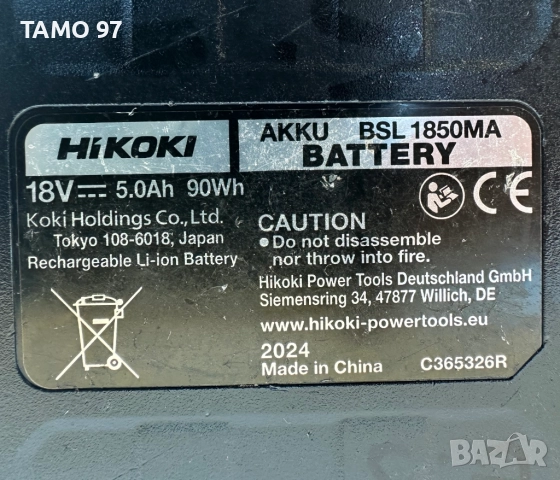 TAMO 97
HiKOKI
AKKU BSL 1850MA
BATTERY
18V 5.0Ah 90Wh
Koki Holdings Co., Ltd.
Tokyo 108-6018, Japan
Rechargeable Li-ion Battery
CE
CAUTION
• Do not disassemble
nor throw into fire.
Hikoki Power Tools Deutschland GmbH
Siemensring 34, 47877 Willich, DE
www.hikoki-powertools.eu
2024
Made in China C365326R
BAZAR